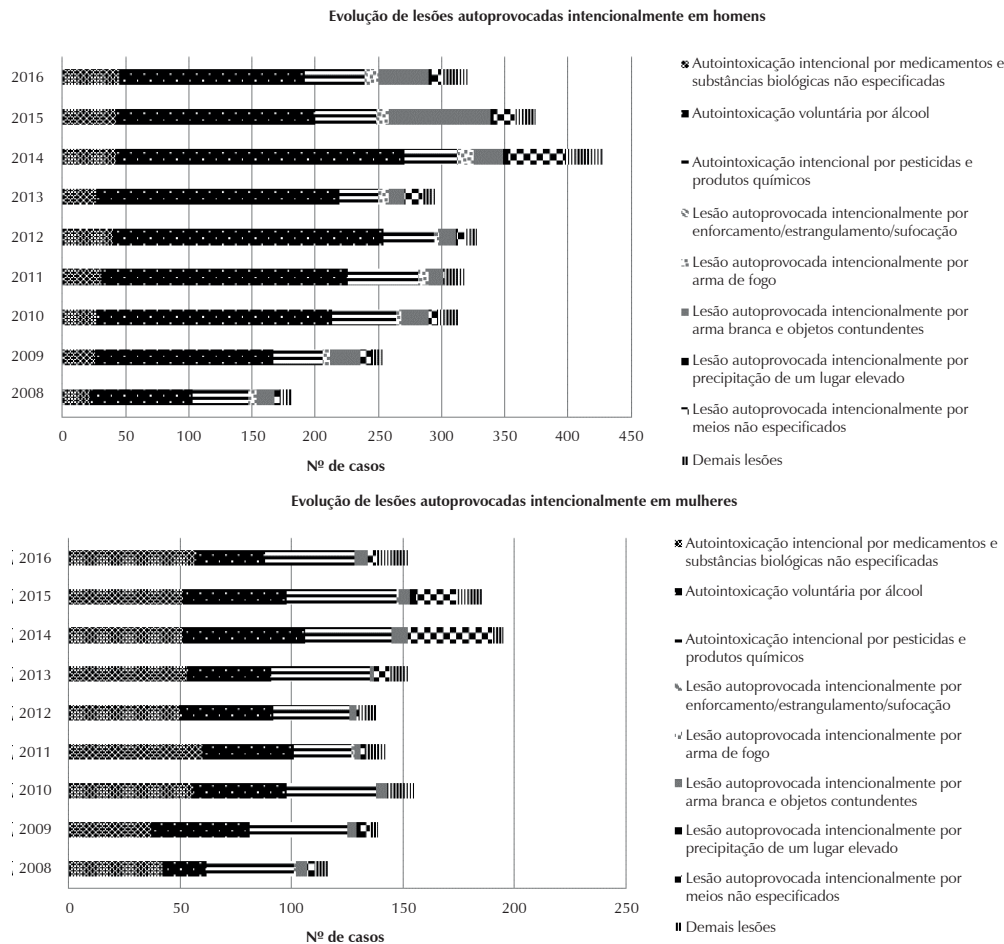 Evolução de lesões autoprovocadas intencionalmente em homens
2016
2015
2014
2013
2012
2011
2010
2009
2008
0 50 100 150 200 250 300 350 400 450
Nº de casos
Autointoxicação intencional por medicamentos e
substâncias biológicas não especificadas
Autointoxicação voluntária por álcool
Autointoxicação intencional por pesticidas e
produtos químicos
Lesão autoprovocada intencionalmente por
enforcamento/estrangulamento/sufocação
Lesão autoprovocada intencionalmente por
arma de fogo
Lesão autoprovocada intencionalmente por
arma branca e objetos contundentes
Lesão autoprovocada intencionalmente por
precipitação de um lugar elevado
Lesão autoprovocada intencionalmente por
meios não especificados
Demais lesões
Evolução de lesões autoprovocadas intencionalmente em mulheres
2016
2015
2014
2013
2012
2011
2010
2009
2008
0 50 100 150 200 250
Nº de casos
Autointoxicação intencional por medicamentos e
substâncias biológicas não especificadas
Autointoxicação voluntária por álcool
Autointoxicação intencional por pesticidas e
produtos químicos
Lesão autoprovocada intencionalmente por
enforcamento/estrangulamento/sufocação
Lesão autoprovocada intencionalmente por
arma de fogo
Lesão autoprovocada intencionalmente por
arma branca e objetos contundentes
Lesão autoprovocada intencionalmente por
precipitação de um lugar elevado
Lesão autoprovocada intencionalmente por
meios não especificados
Demais lesões